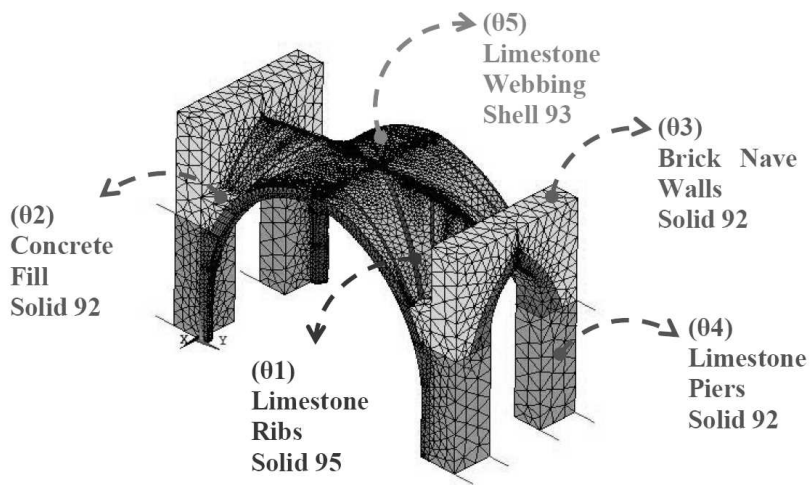 (θ5)
Limestone
Webbing
Shell 93
(θ3)
Brick Nave
Walls
Solid 92
(θ2)
Concrete
Fill
Solid 92
(θ4)
Limestone
Piers
Solid 92
(θ1)
Limestone
Ribs
Solid 95
X Y